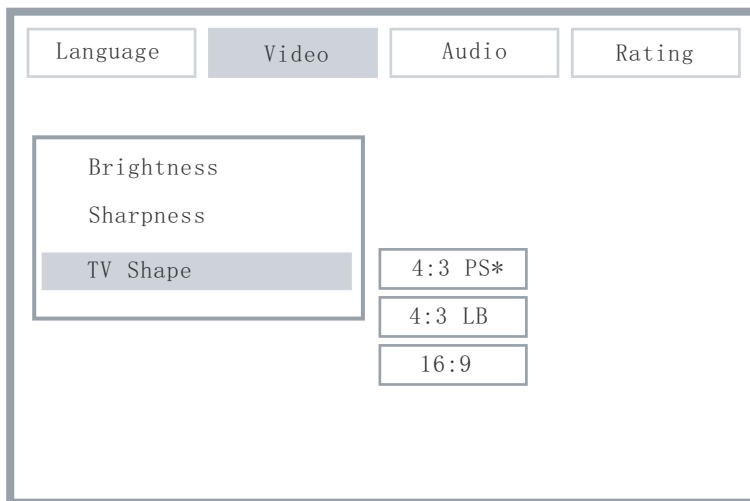 Language Video Audio Rating
Brightness
Sharpness
TV Shape
4:3 PS*
4:3 LB
16:9